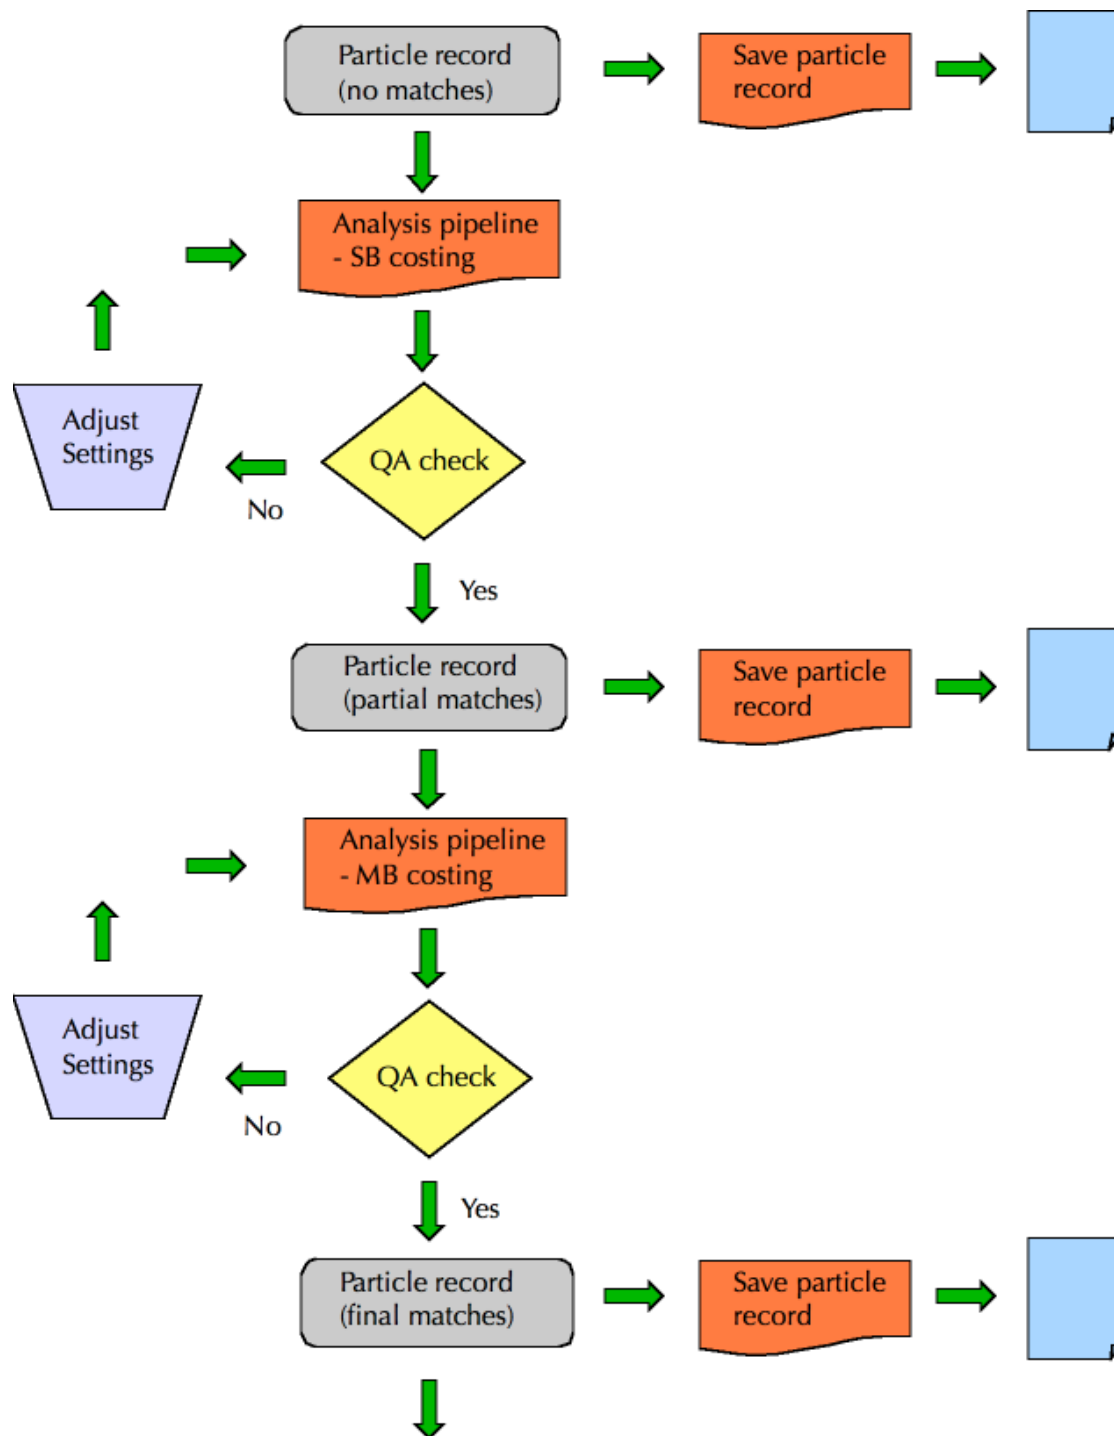 Particle record
(no matches)
Save particle
record
Analysis pipeline
- SB costing
Adjust
Settings
QA check
No
Yes
Particle record
(partial matches)
Save particle
record
Analysis pipeline
- MB costing
Adjust
Settings
QA check
No
Yes
Particle record
(final matches)
Save particle
record